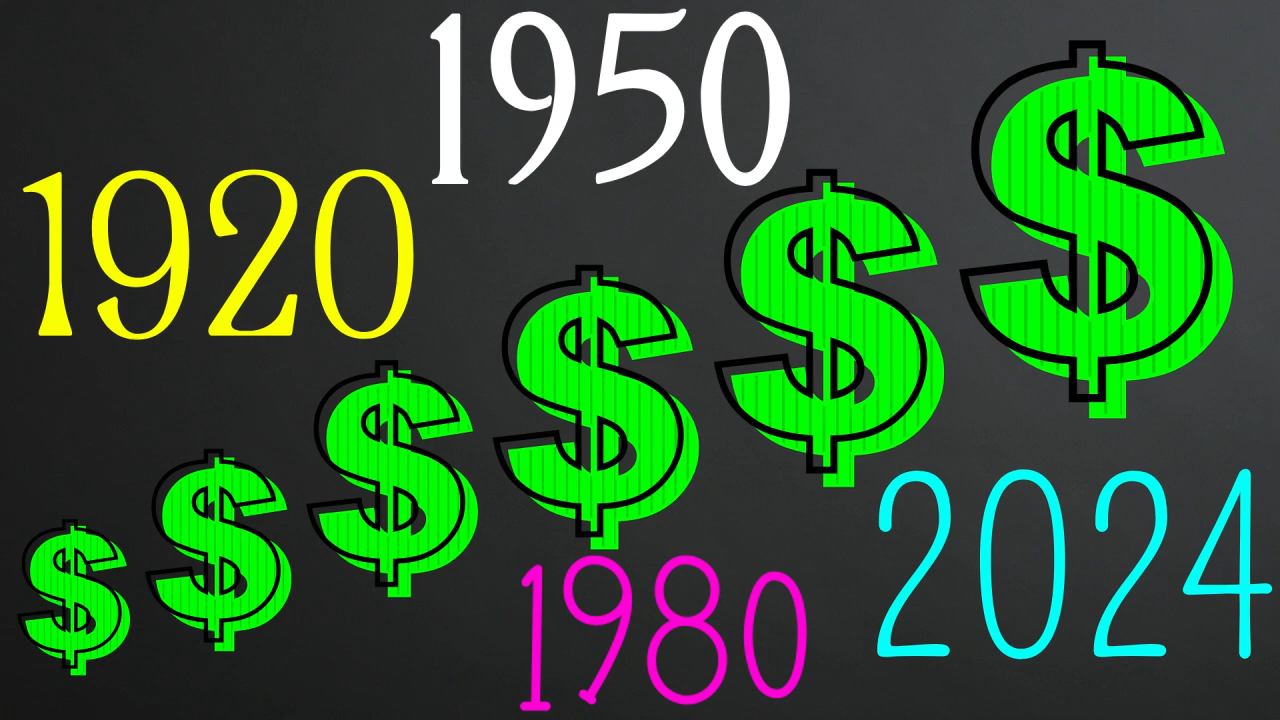 1950
1920
$ $ $ $ $ $
1980
2024